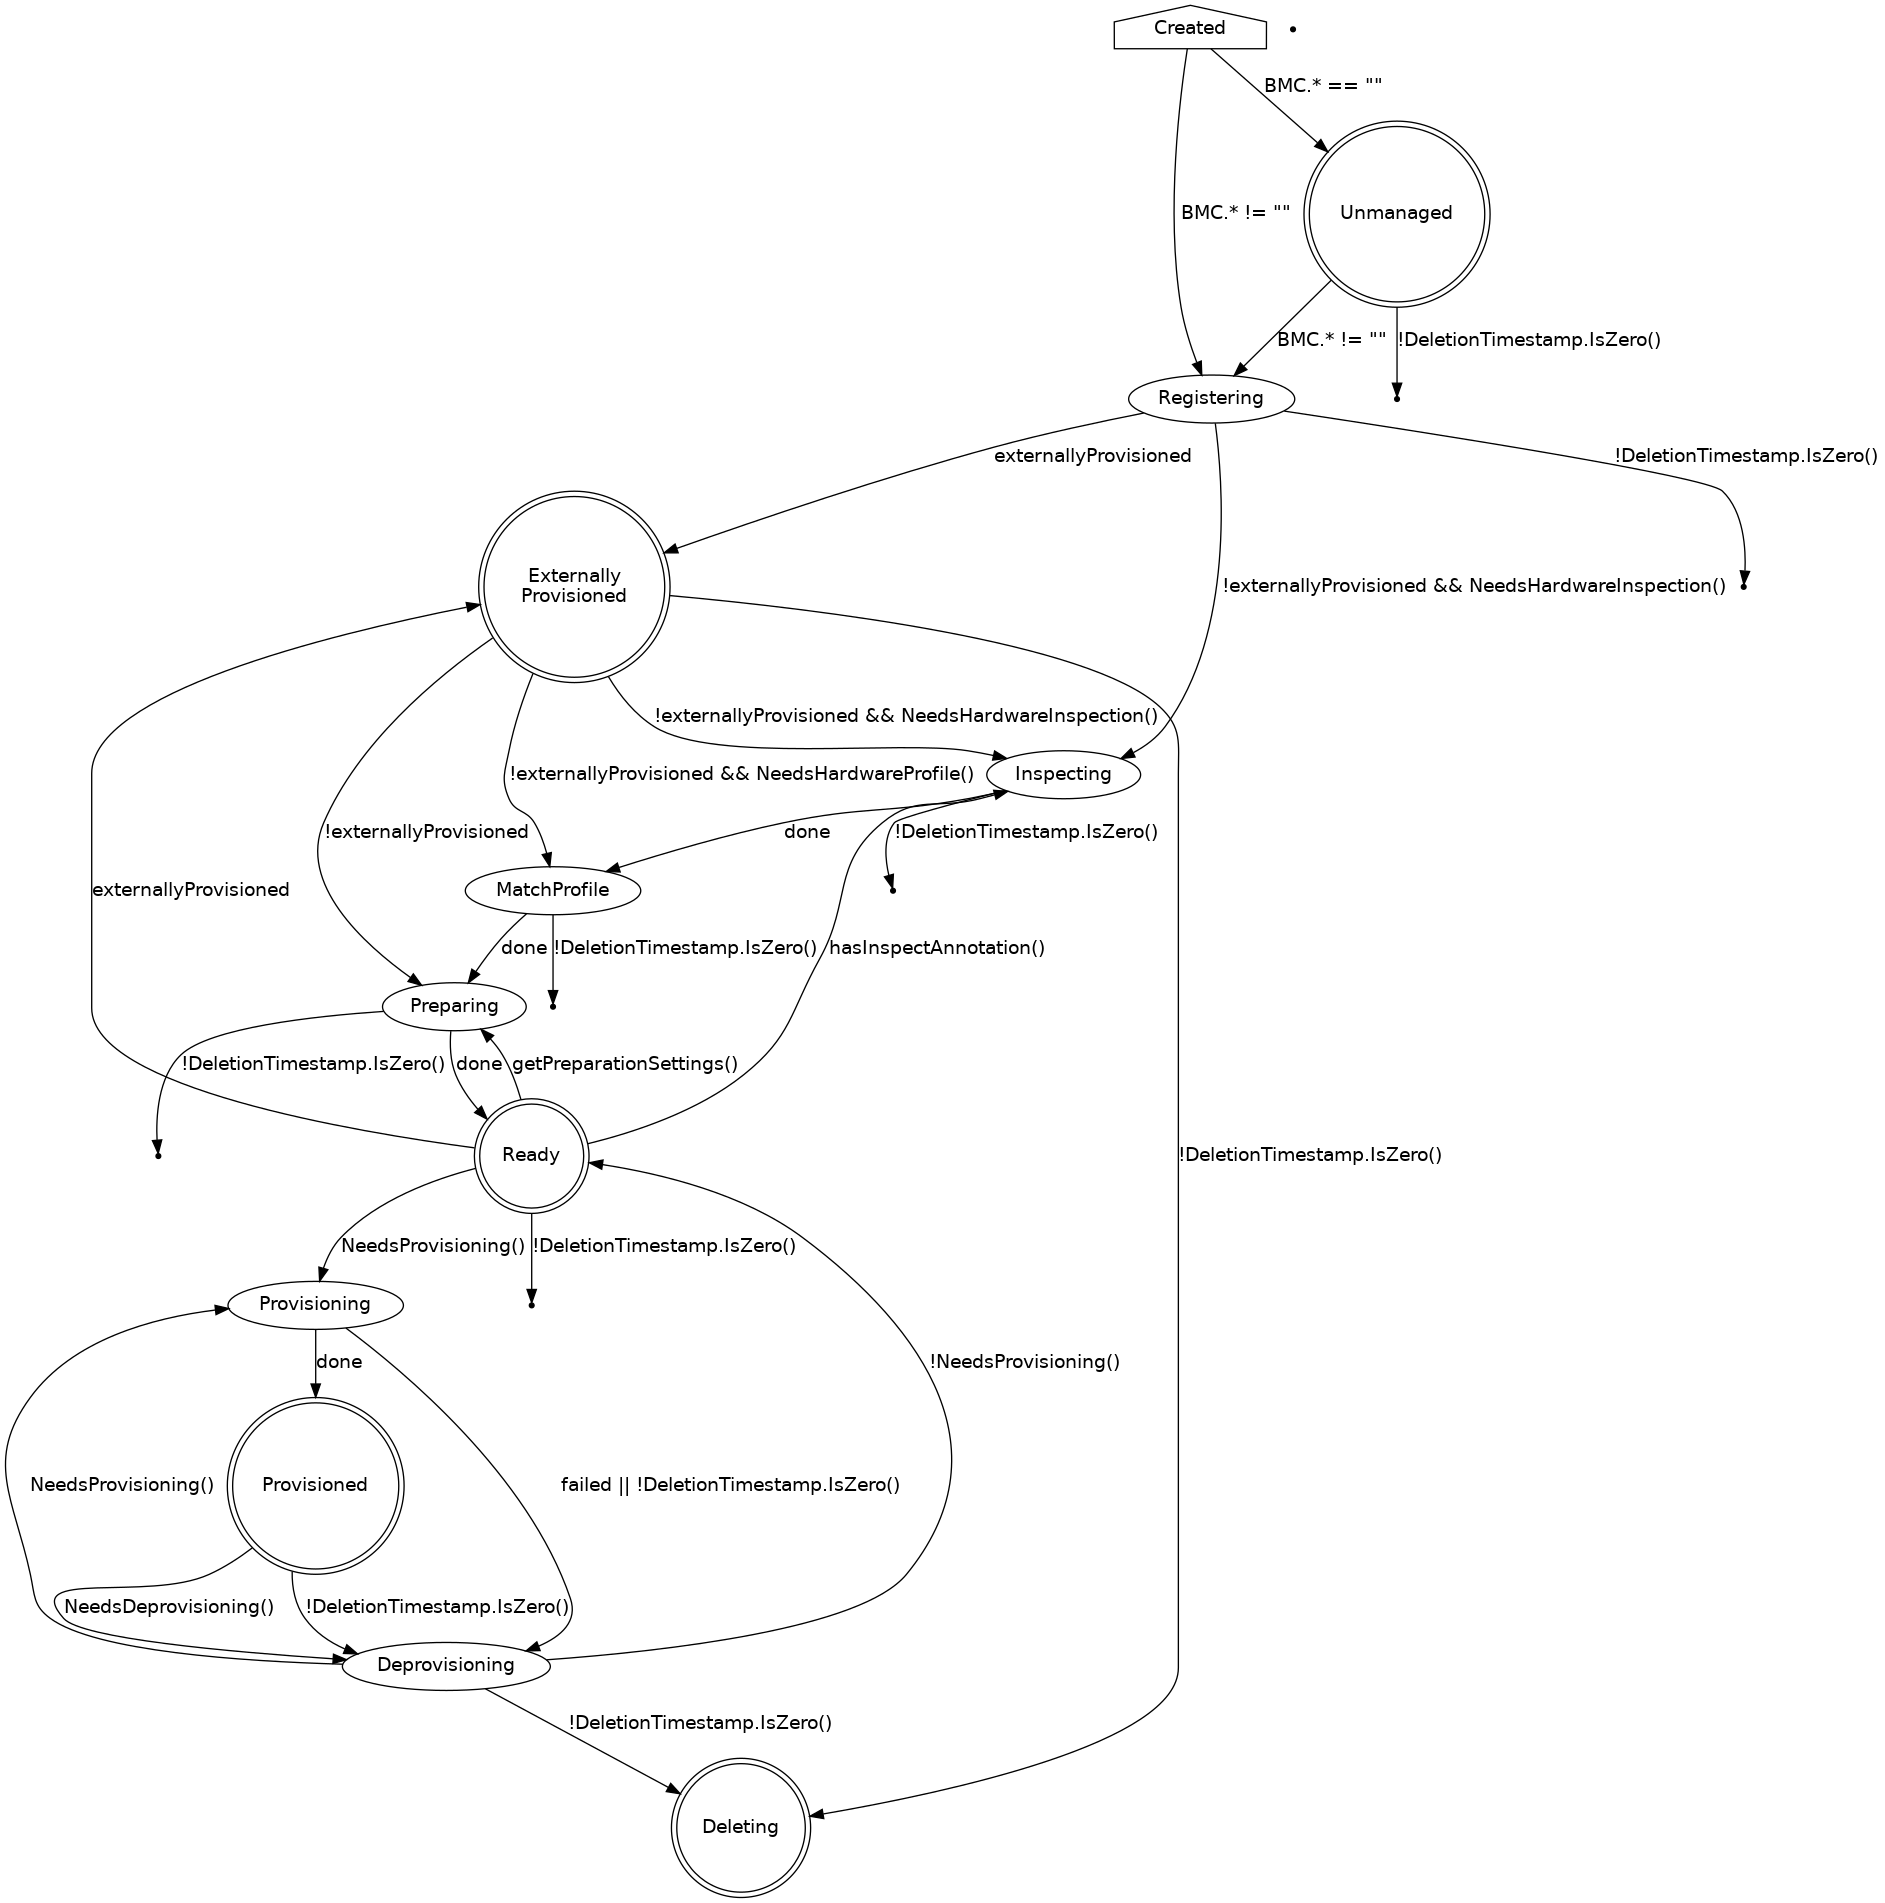 Created
BMC.* == ""
BMC.* != ""
Unmanaged
BMC.* != ""
!DeletionTimestamp.IsZero()
Registering
externallyProvisioned
!DeletionTimestamp.IsZero()
Externally
Provisioned
!externallyProvisioned && NeedsHardwareInspection()
!externallyProvisioned && NeedsHardwareInspection()
!externallyProvisioned && NeedsHardwareProfile()
Inspecting
!externallyProvisioned
done
!DeletionTimestamp.IsZero()
externallyProvisioned
MatchProfile
done
!DeletionTimestamp.IsZero()
hasInspectAnnotation()
Preparing
!DeletionTimestamp.IsZero()
done
getPreparationSettings()
Ready
!DeletionTimestamp.IsZero()
NeedsProvisioning()
!DeletionTimestamp.IsZero()
Provisioning
done
!NeedsProvisioning()
NeedsProvisioning()
Provisioned
failed || !DeletionTimestamp.IsZero()
NeedsDeprovisioning()
!DeletionTimestamp.IsZero()
Deprovisioning
!DeletionTimestamp.IsZero()
Deleting